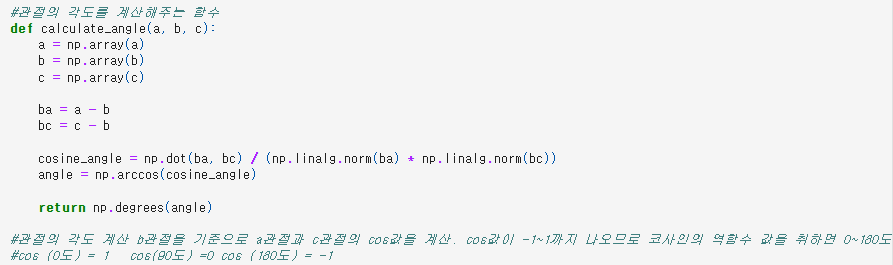 #관절의 각도를 계산해주는 함수
def calculate_angle(a, b, c):
    a = np.array(a)
    b = np.array(b)
    c = np.array(c)
    ba = a - b
    bc = c - b
    cosine_angle = np.dot(ba, bc) / (np.linalg.norm(ba) * np.linalg.norm(bc))
    angle = np.arccos(cosine_angle)
    return np.degrees(angle)
#관절의 각도 계산 b관절을 기준으로 a관절과 c관절의 cos값을 계산. cos값이 -1~1까지 나오므로 코사인의 역할수 값을 취하면 0~180도
#cos (0도) = 1   cos(90도) =0 cos (180도) = -1